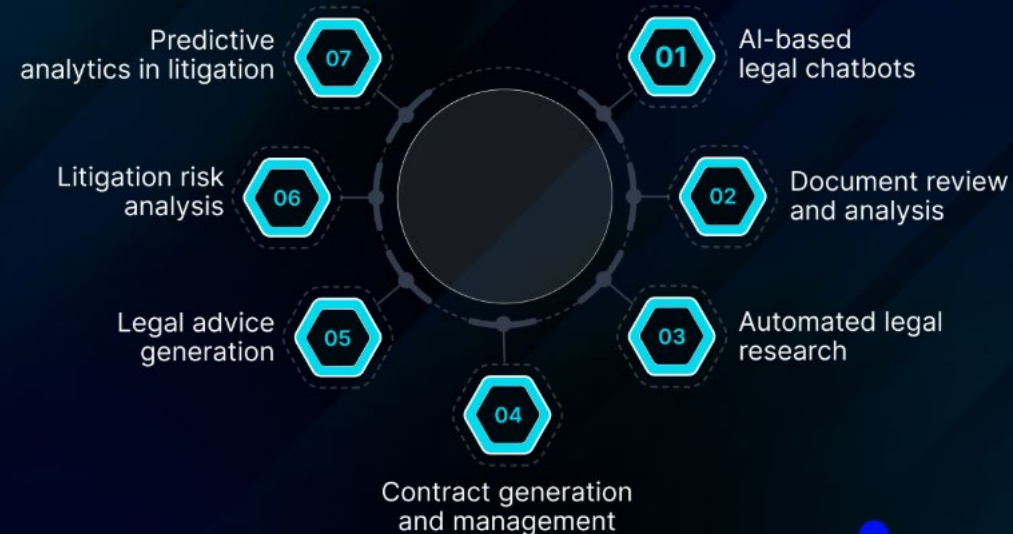 01
AI-based
legal chatbots
02
Document review
and analysis
03
Automated legal
research
04
Contract generation
and management
05
Legal advice
generation
06
Litigation risk
analysis
07
Predictive
analytics in litigation